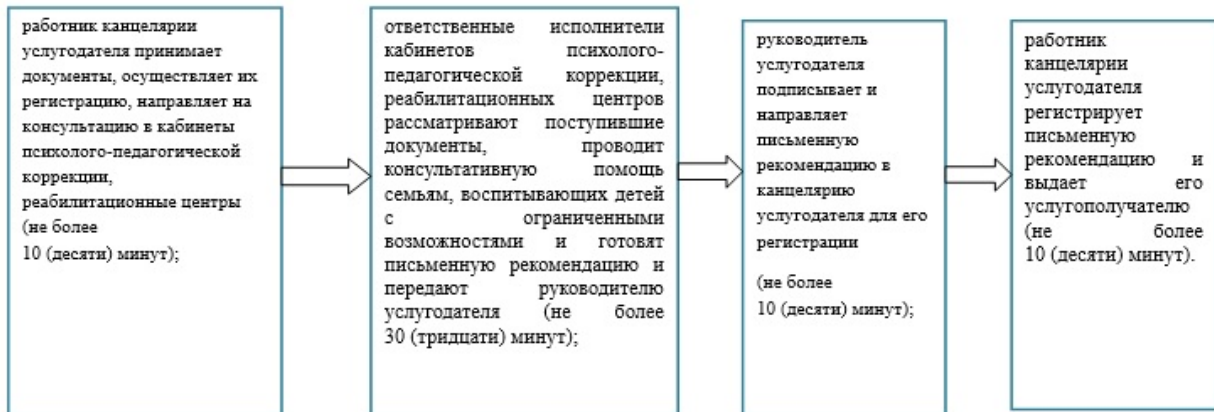 работник канцелярии
услугодателя принимает
документы, осуществляет их
регистрацию, направляет на
консультацию в кабинеты
психолого-педагогической
коррекции,
реабилитационные центры
(не более
10 (десяти) минут);
ответственные исполнители
кабинетов психолого-
педагогической коррекции,
реабилитационных центров
рассматривают поступившие
документы, проводит
консультативную помощь
семьям, воспитывающих детей
с ограниченными
возможностями и готовят
письменную рекомендацию и
передают руководителю
услугодателя (не более
30 (тридцати) минут);
руководитель
услугодателя
подписывает и
направляет
письменную
рекомендацию в
канцелярию
услугодателя для его
регистрации
(не более
10 (десяти) минут);
работник
канцелярии
услугодателя
регистрирует
письменную
рекомендацию и
выдает его
услугополучателю
(не более
10 (десяти) минут).